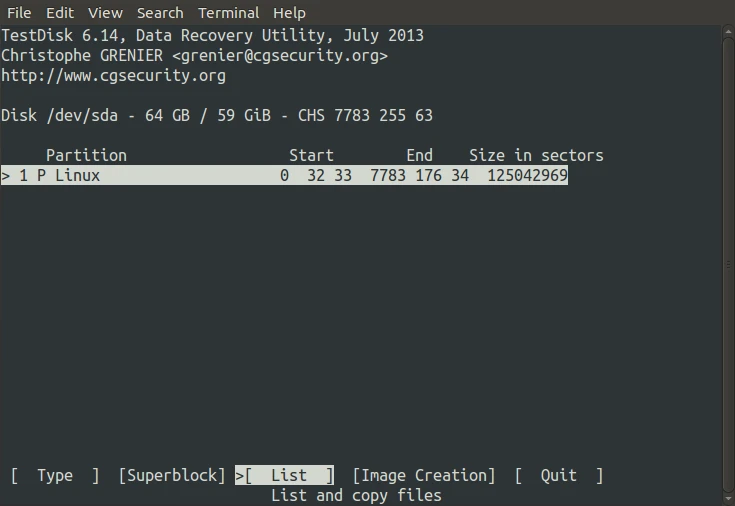 File Edit View Search Terminal Help
TestDisk 6.14, Data Recovery Utility, July 2013
Christophe GRENIER <grenier@cgsecurity.org>
http://www.cgsecurity.org
Disk /dev/sda - 64 GB / 59 GiB - CHS 7783 255 63
Partition Start End Size in sectors
> 1 P Linux 0 32 33 7783 176 34 125042969
[ Type ] [Superblock] >[ List ] [Image Creation] [ Quit ]
List and copy files